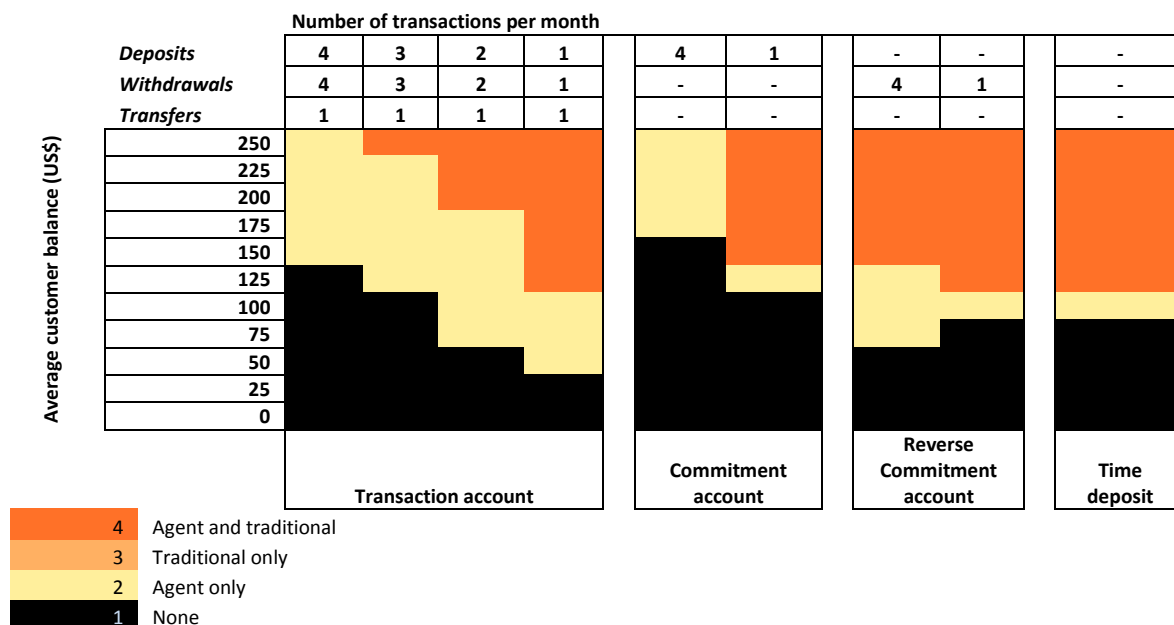 Number of transactions per month
Deposits 4 3 2 1 4 1 - - -
Withdrawals 4 3 2 1 - - 4 1 -
Transfers 1 1 1 1 - - - - -
Average customer balance (US$)
250
225
200
175
150
125
100
75
50
25
0
Transaction account
Commitment
account
Reverse
Commitment
account
Time
deposit
4 Agent and traditional
3 Traditional only
2 Agent only
1 None